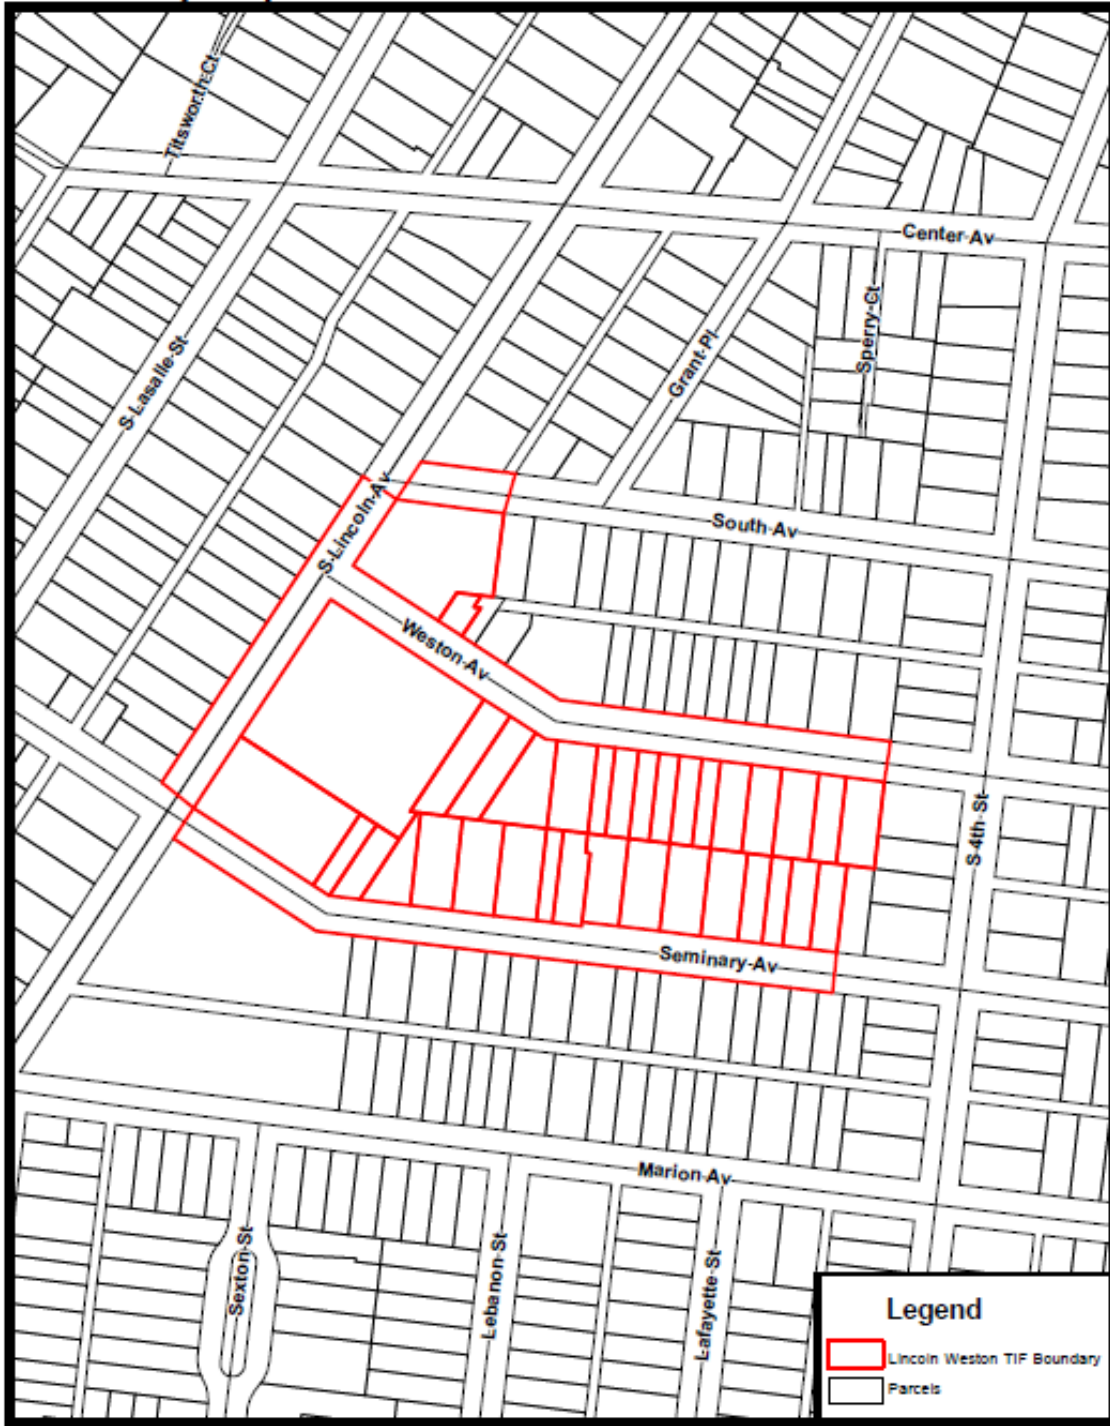 Titsworth Ct
Center Av
Sperry Ct
S Lasalle St
Grant Pl
S Lincoln Av
South Av
Weston Av
S 4th St
Seminary Av
Marion Av
Sexton St
Lebanon St
Lafayette St
Legend
Lincoln Weston TIF Boundary
Parcels